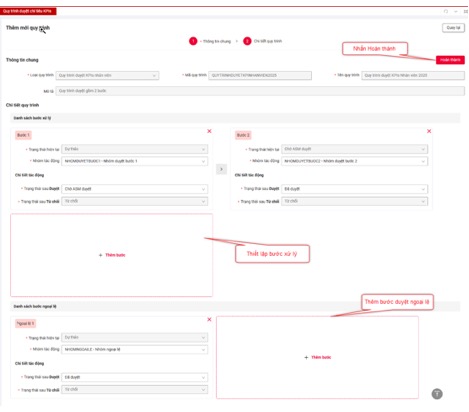 Quy trình duyệt chỉ tiêu KPIs
Thêm mới quy trình
Quay lại
1 Thông tin chung 2 Chi tiết quy trình
Nhấn Hoàn thành
Thông tin chung
Hoàn thành
* Loại quy trình Quy trình duyệt KPIs nhân viên
* Mã quy trình
* Tên quy trình Quy trình duyệt KPIs Nhân viên 2025
Mô tả Quy trình duyệt gồm 2 bước
Chi tiết quy trình
Danh sách bước xử lý
Bước 1
* Trạng thái hiện tại Dự thảo
* Nhóm tác động NHOMDUYETBUOC1 - Nhóm duyệt bước 1
Chi tiết tác động
* Trạng thái sau Duyệt Chờ ASM duyệt
* Trạng thái sau Từ chối Từ chối
Bước 2
* Trạng thái hiện tại Chờ ASM duyệt
* Nhóm tác động NHOMDUYETBUOC2 - Nhóm duyệt bước 2
Chi tiết tác động
* Trạng thái sau Duyệt Đã duyệt
* Trạng thái sau Từ chối Từ chối
+ Thêm bước
Thiết lập bước xử lý
Danh sách bước ngoại lệ
Thêm bước duyệt ngoại lệ
Ngoại lệ 1
* Trạng thái hiện tại Dự thảo
* Nhóm tác động NHOMNGOAILE - Nhóm ngoại lệ
Chi tiết tác động
* Trạng thái sau Duyệt Đã duyệt
* Trạng thái sau Từ chối Từ chối
+ Thêm bước